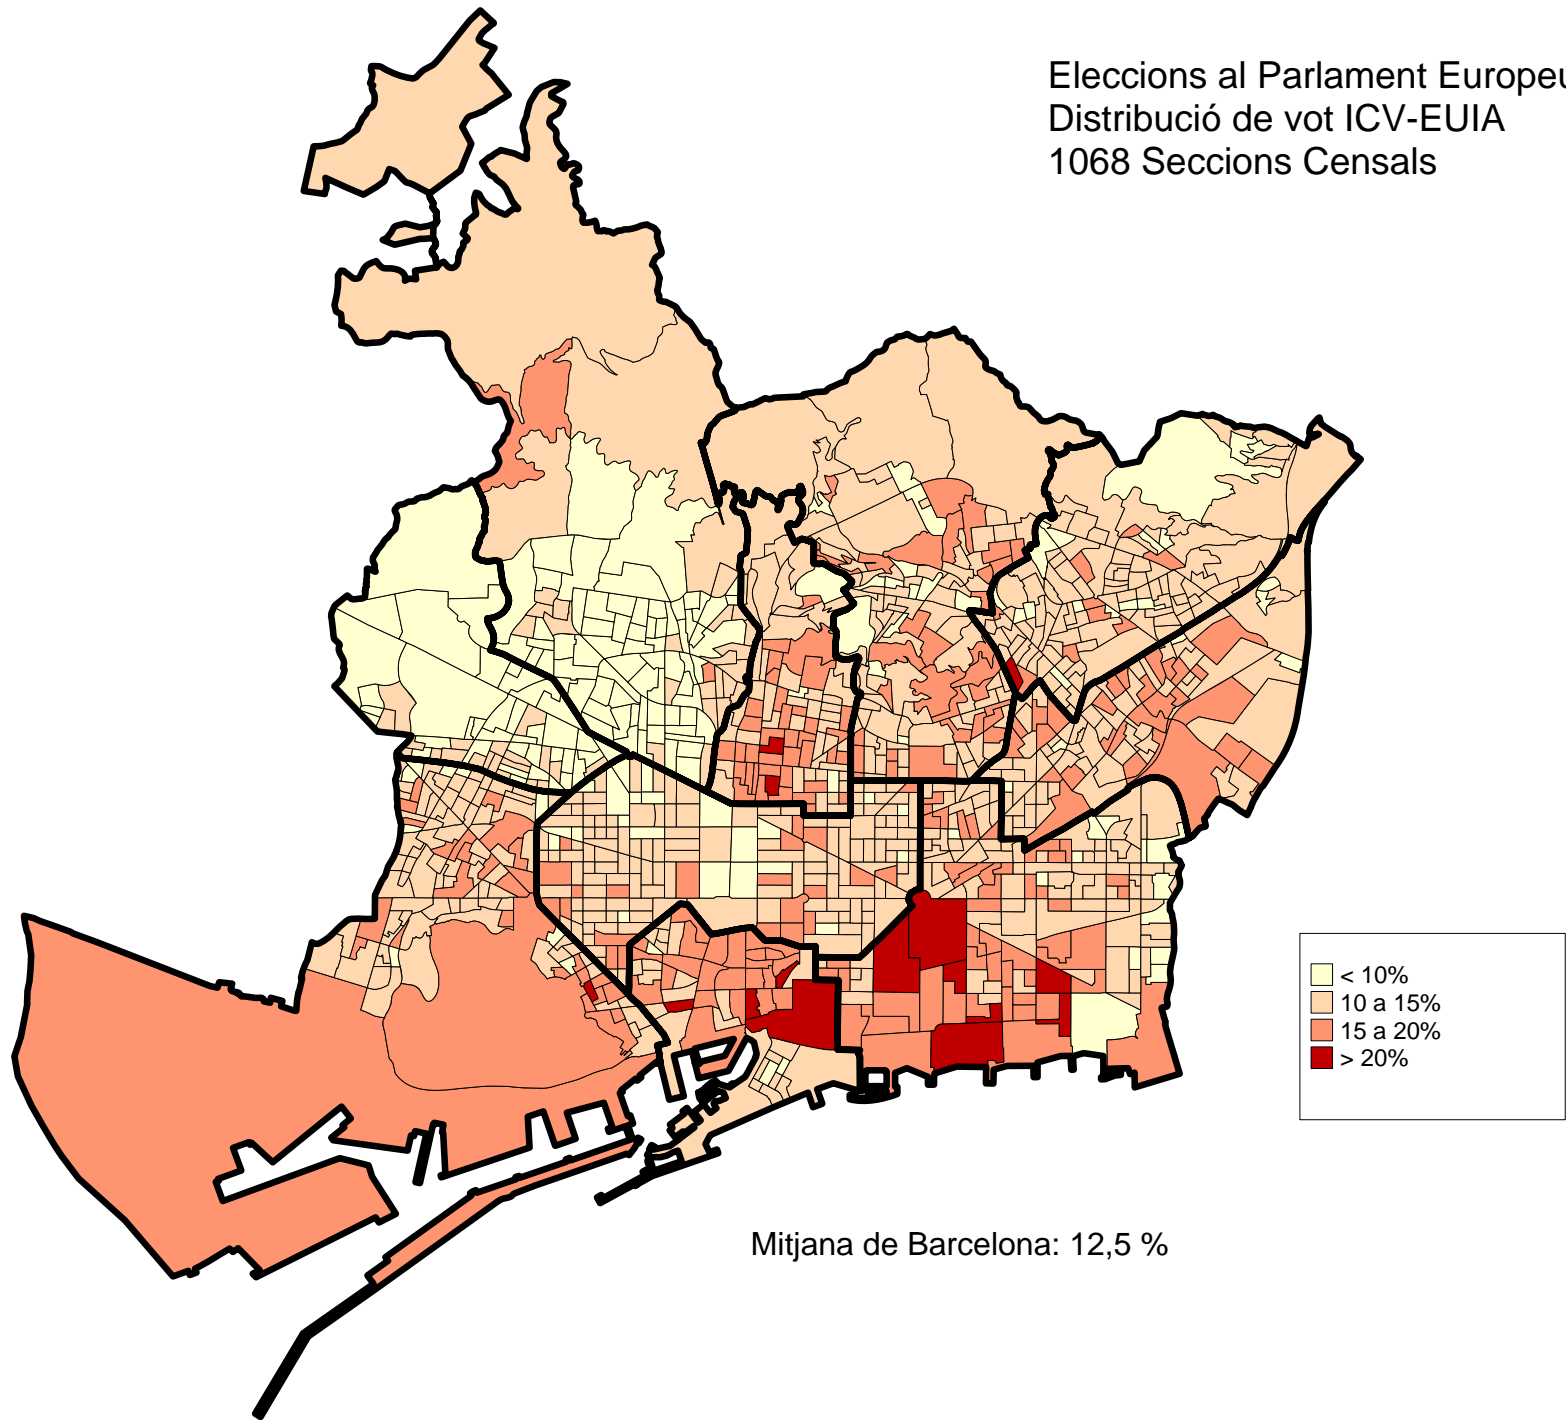 Eleccions al Parlament Europeu
Distribució de vot ICV-EUIA
1068 Seccions Censals
< 10%
10 a 15%
15 a 20%
> 20%
Mitjana de Barcelona: 12,5 %